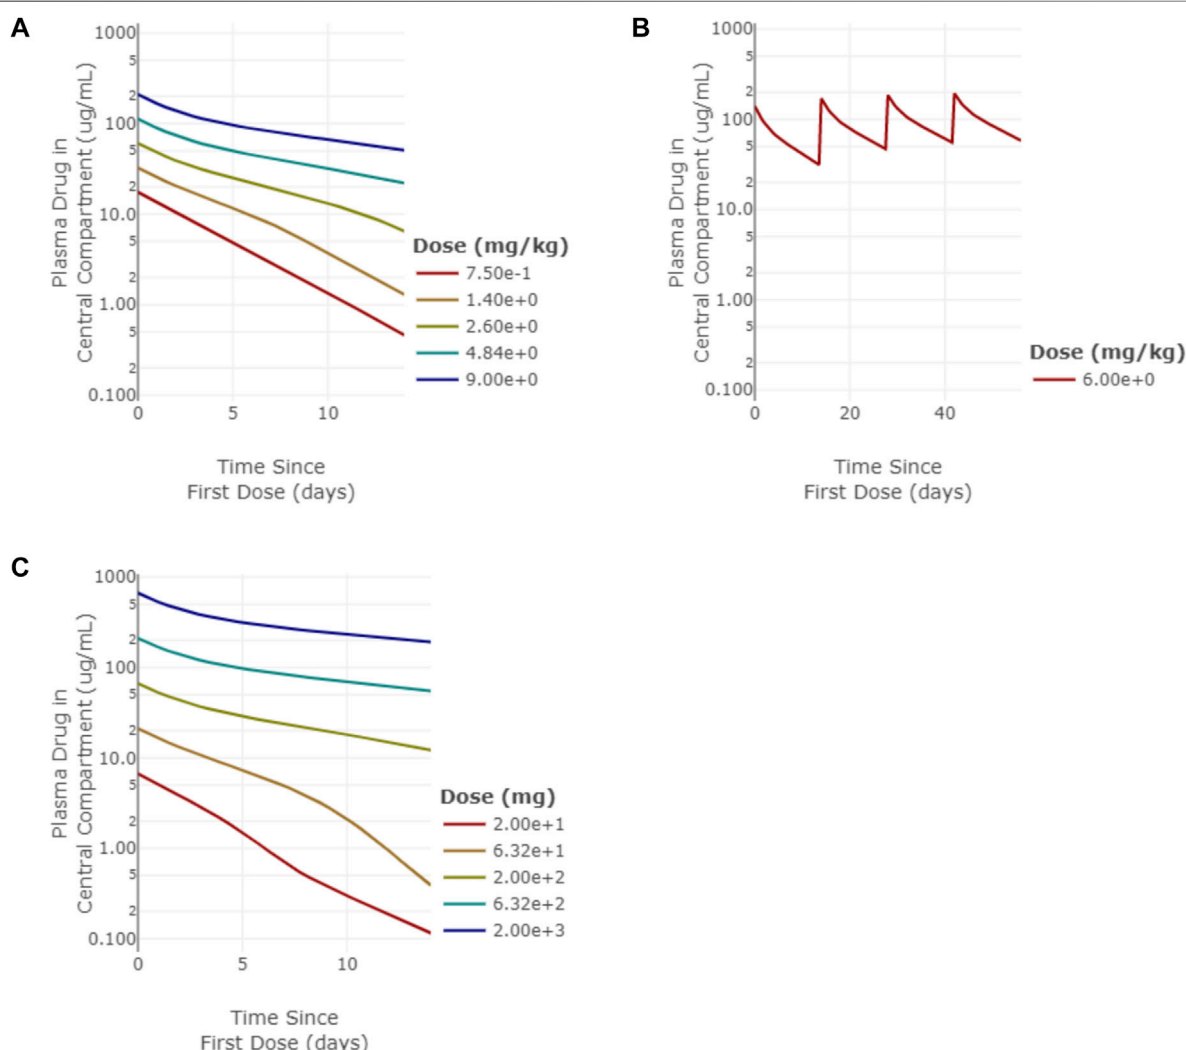 A
Plasma Drug in
Central Compartment (ug/mL)
1000
5
2
100
5
2
10.0
5
2
1.00
5
2
0.100
0
5
10
Time Since
First Dose (days)
Dose (mg/kg)
7.50e-1
1.40e+0
2.60e+0
4.84e+0
9.00e+0
B
Plasma Drug in
Central Compartment (ug/mL)
1000
5
2
100
5
2
10.0
5
2
1.00
5
2
0.100
0
20
40
Time Since
First Dose (days)
Dose (mg/kg)
6.00e+0
C
Plasma Drug in
Central Compartment (ug/mL)
1000
5
2
100
5
2
10.0
5
2
1.00
5
2
0.100
0
5
10
Time Since
First Dose (days)
Dose (mg)
2.00e+1
6.32e+1
2.00e+2
6.32e+2
2.00e+3